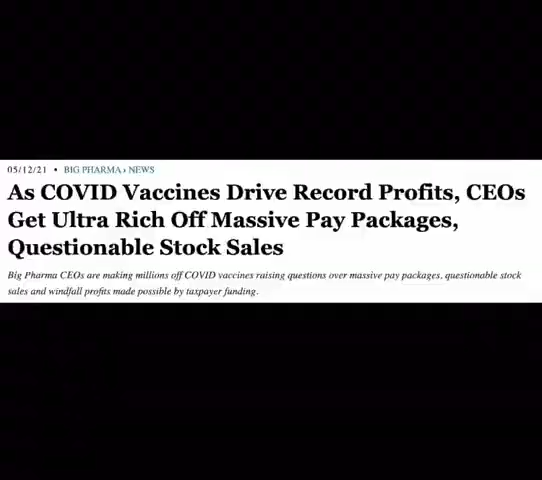 05/12/21 • BIG PHARMA › NEWS
As COVID Vaccines Drive Record Profits, CEOs
Get Ultra Rich Off Massive Pay Packages,
Questionable Stock Sales
Big Pharma CEOs are making millions off COVID vaccines raising questions over massive pay packages, questionable stock
sales and windfall profits made possible by taxpayer funding.